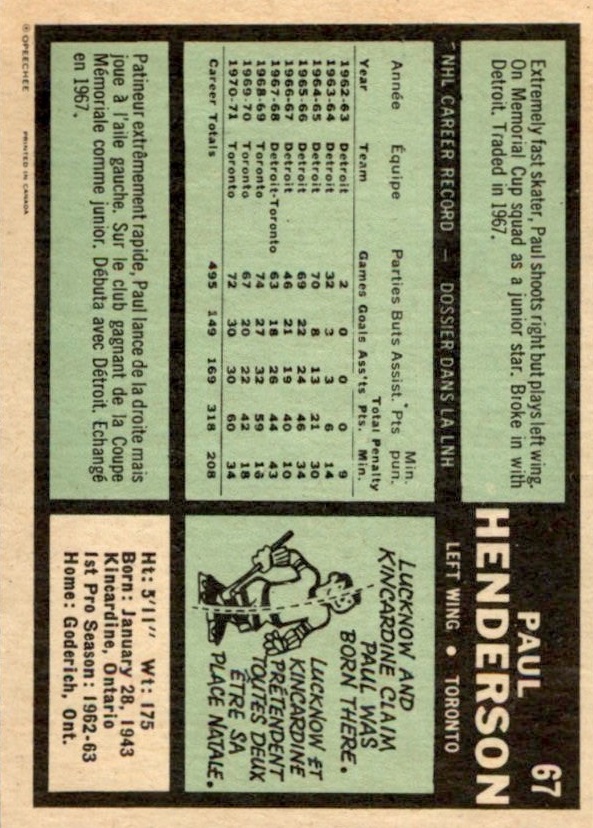 67
PAUL
HENDERSON
LEFT WING • TORONTO
Extremely fast skater, Paul shoots right but plays left wing.
On Memorial Cup squad as a junior star. Broke in with
Detroit. Traded in 1967.
NHL CAREER RECORD — DOSSIER DANS LA LNH
Min.
Année Équipe Parties Buts Assist. Pts pun.
Total Penalty
Year Team Games Goals Ass'ts Pts. Min.
1962-63 Detroit 2 0 0 0 9
1963-64 Detroit 32 3 3 6 14
1964-65 Detroit 70 8 13 21 30
1965-66 Detroit 69 22 24 46 34
1966-67 Detroit 46 21 19 40 10
1967-68 Detroit-Toronto 63 18 26 44 43
1968-69 Toronto 74 27 32 59 16
1969-70 Toronto 67 20 22 42 18
1970-71 Toronto 72 30 30 60 34
Career Totals 495 149 169 318 208
LUCKNOW AND
KINCARDINE CLAIM
PAUL WAS
BORN THERE.
LUCKNOW ET
KINCARDINE
PRÉTENDENT
TOUTES DEUX
ÊTRE SA
PLACE NATALE.
Patineur extrêmement rapide, Paul lance de la droite mais
joue à l'aile gauche. Sur le club gagnant de la Coupe
Mémoriale comme junior. Débuta avec Détroit. Echangé
en 1967.
Ht: 5'11" Wt: 175
Born: January 28, 1943
Kincardine, Ontario
1st Pro Season: 1962-63
Home: Goderich, Ont.
© OPEECHEE PRINTED IN CANADA